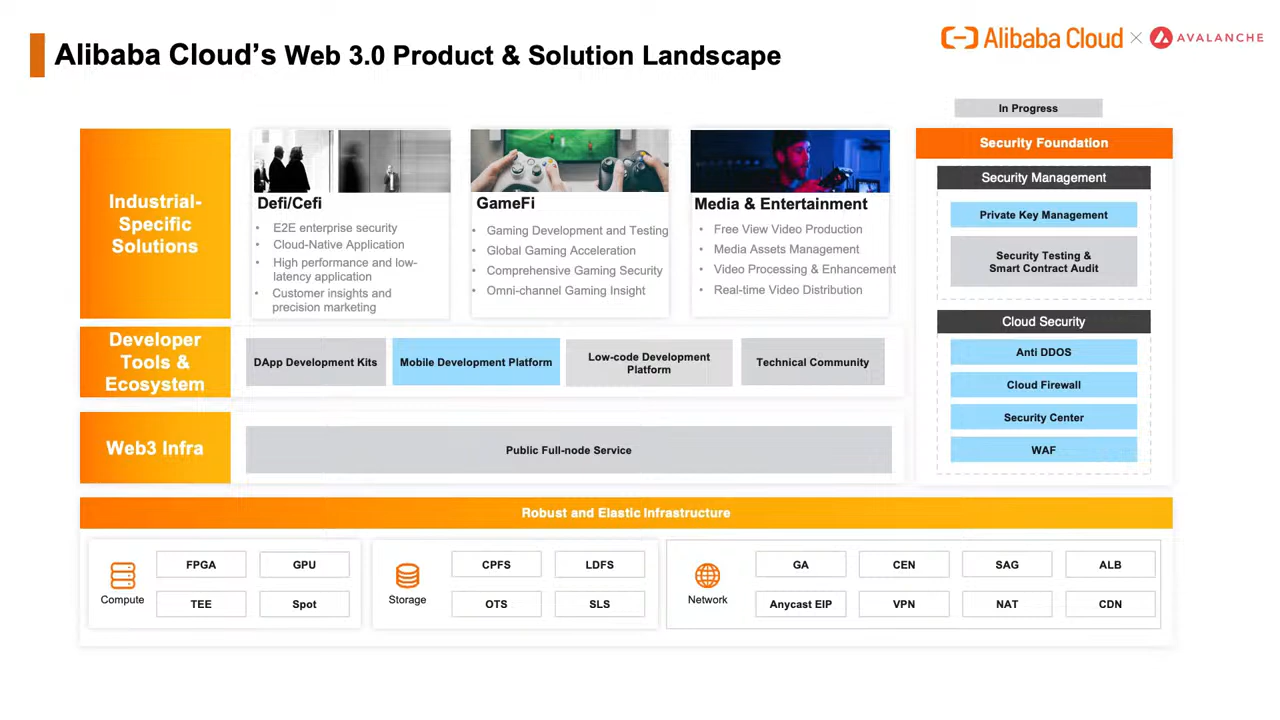 Alibaba Cloud's Web 3.0 Product & Solution Landscape
Alibaba Cloud × AVALANCHE
In Progress
Industrial-
Specific
Solutions
Defi/Cefi
• E2E enterprise security
• Cloud-Native Application
• High performance and low-
latency application
• Customer insights and
precision marketing
GameFi
• Gaming Development and Testing
• Global Gaming Acceleration
• Comprehensive Gaming Security
• Omni-channel Gaming Insight
Media & Entertainment
• Free View Video Production
• Media Assets Management
• Video Processing & Enhancement
• Real-time Video Distribution
Developer
Tools &
Ecosystem
DApp Development Kits
Mobile Development Platform
Low-code Development
Platform
Technical Community
Web3 Infra
Public Full-node Service
Security Foundation
Security Management
Private Key Management
Security Testing &
Smart Contract Audit
Cloud Security
Anti DDOS
Cloud Firewall
Security Center
WAF
Robust and Elastic Infrastructure
Compute
FPGA
GPU
TEE
Spot
Storage
CPFS
LDFS
OTS
SLS
Network
GA
CEN
SAG
ALB
Anycast EIP
VPN
NAT
CDN